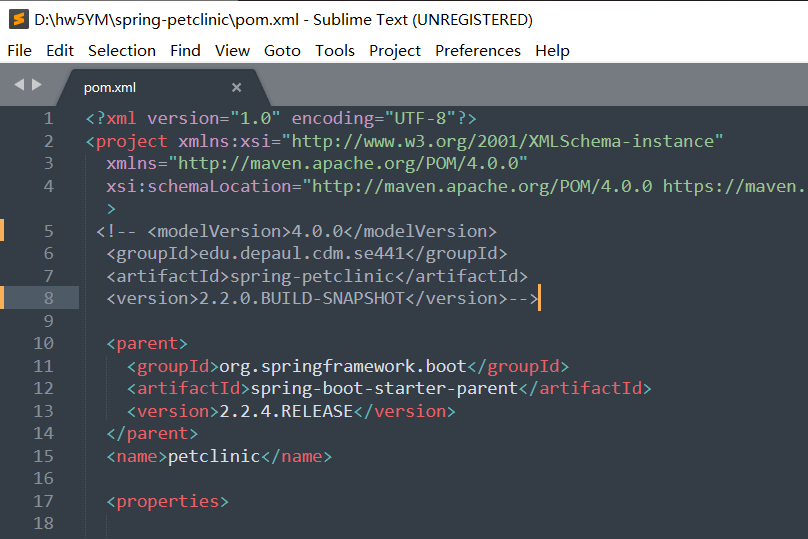 D:\hw5YM\spring-petclinic\pom.xml - Sublime Text (UNREGISTERED)
File Edit Selection Find View Goto Tools Project Preferences Help
pom.xml
1 <?xml version="1.0" encoding="UTF-8"?>
2 <project xmlns:xsi="http://www.w3.org/2001/XMLSchema-instance"
3 xmlns="http://maven.apache.org/POM/4.0.0"
4 xsi:schemaLocation="http://maven.apache.org/POM/4.0.0 https://maven.
>
5 <!-- <modelVersion>4.0.0</modelVersion>
6 <groupId>edu.depaul.cdm.se441</groupId>
7 <artifactId>spring-petclinic</artifactId>
8 <version>2.2.0.BUILD-SNAPSHOT</version>-->
9
10 <parent>
11 <groupId>org.springframework.boot</groupId>
12 <artifactId>spring-boot-starter-parent</artifactId>
13 <version>2.2.4.RELEASE</version>
14 </parent>
15 <name>petclinic</name>
16
17 <properties>
18